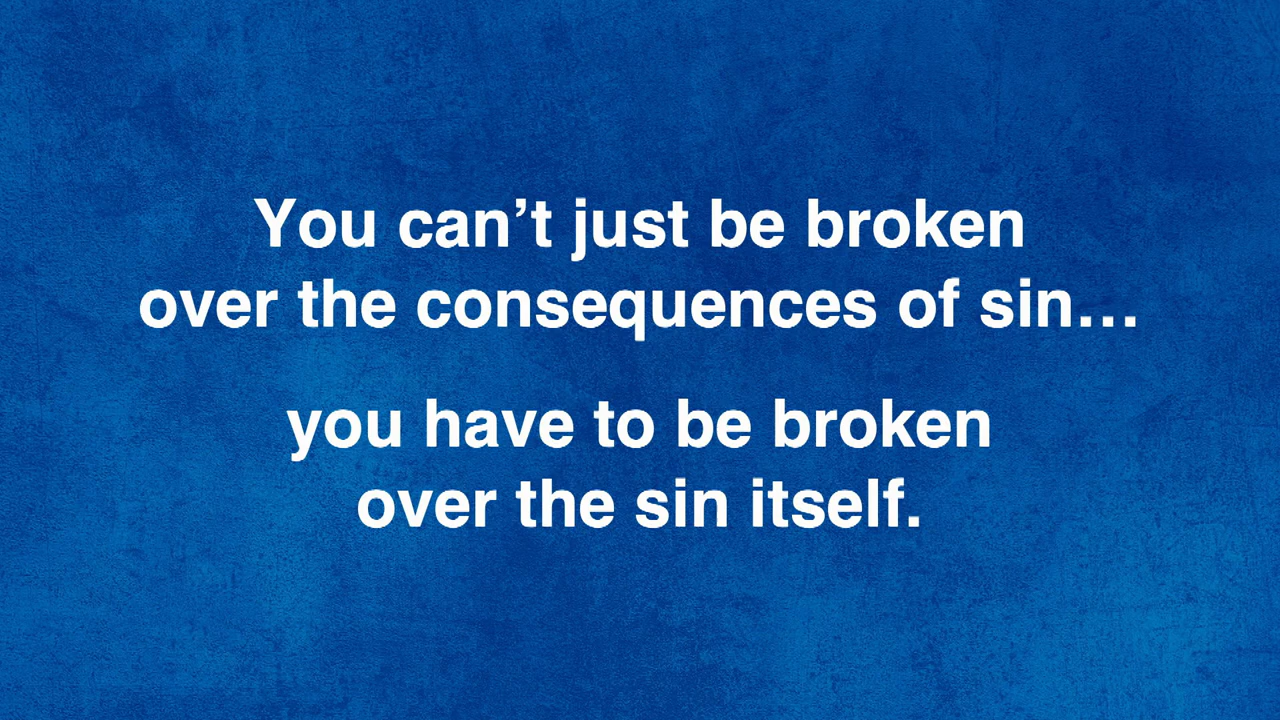 You can’t just be broken
over the consequences of sin…
you have to be broken
over the sin itself.